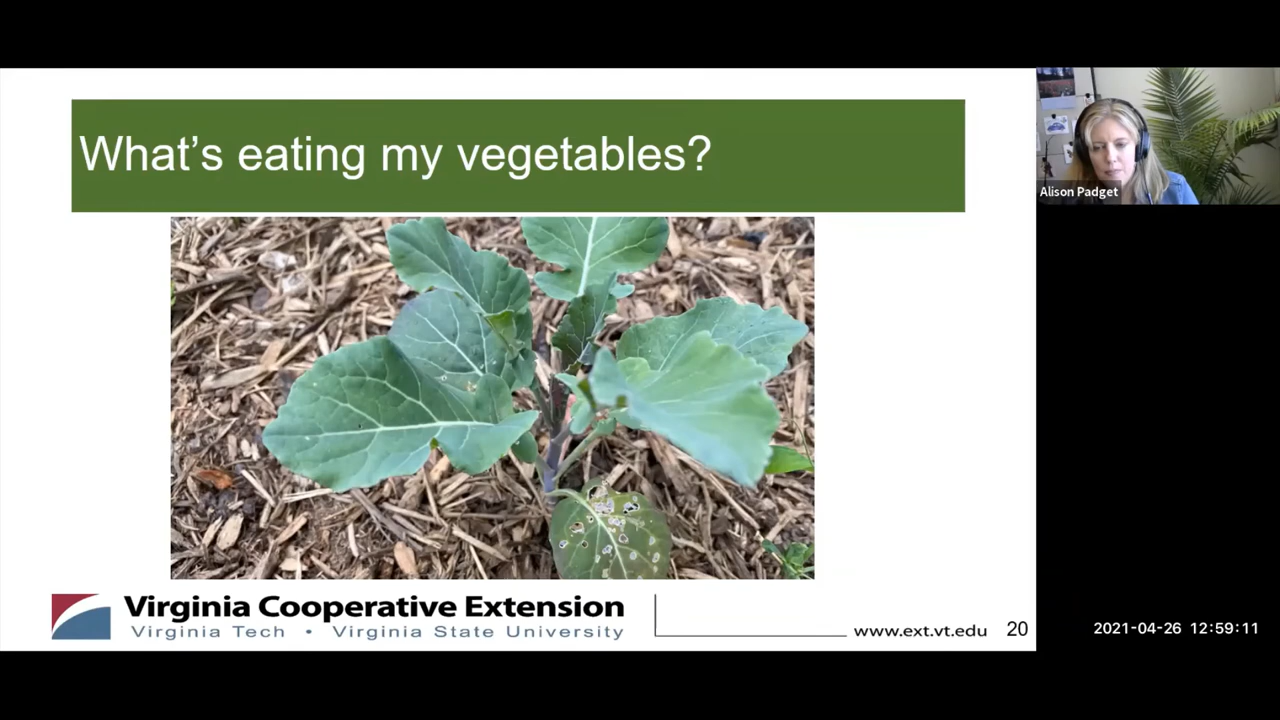 What's eating my vegetables?
Alison Padget
Virginia Cooperative Extension
Virginia Tech • Virginia State University
www.ext.vt.edu
20
2021-04-26 12:59:11